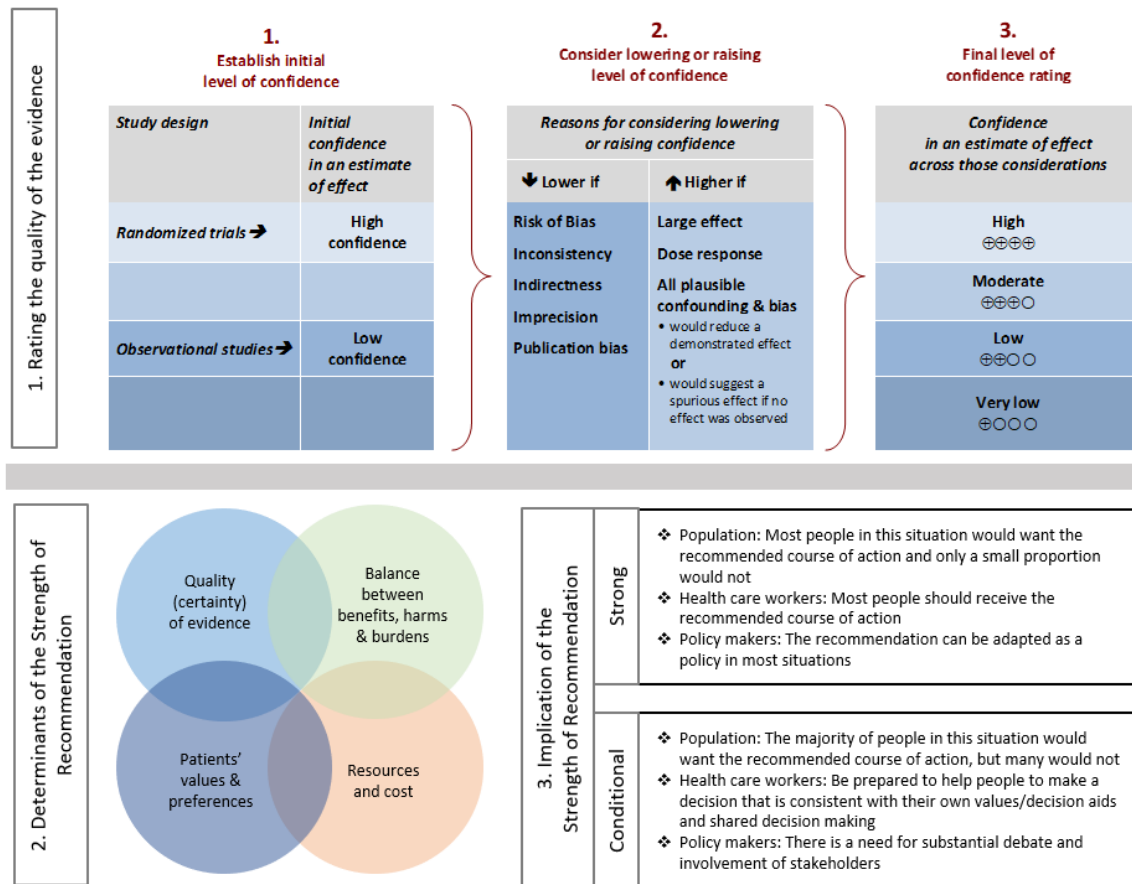 1. Rating the quality of the evidence
1.
Establish initial
level of confidence
2.
Consider lowering or raising
level of confidence
3.
Final level of
confidence rating
Study design
Initial
confidence
in an estimate
of effect
Randomized trials →
High
confidence
Observational studies →
Low
confidence
Reasons for considering lowering
or raising confidence
↓ Lower if
↑ Higher if
Risk of Bias
Inconsistency
Indirectness
Imprecision
Publication bias
Large effect
Dose response
All plausible
confounding & bias
• would reduce a
demonstrated effect
or
• would suggest a
spurious effect if no
effect was observed
Confidence
in an estimate of effect
across those considerations
High
⊕⊕⊕⊕
Moderate
⊕⊕⊕○
Low
⊕⊕○○
Very low
⊕○○○
2. Determinants of the Strength of
Recommendation
Quality
(certainty)
of evidence
Balance
between
benefits, harms
& burdens
Patients’
values &
preferences
Resources
and cost
3. Implication of the
Strength of Recommendation
Strong
❖ Population: Most people in this situation would want the
recommended course of action and only a small proportion
would not
❖ Health care workers: Most people should receive the
recommended course of action
❖ Policy makers: The recommendation can be adapted as a
policy in most situations
Conditional
❖ Population: The majority of people in this situation would
want the recommended course of action, but many would not
❖ Health care workers: Be prepared to help people to make a
decision that is consistent with their own values/decision aids
and shared decision making
❖ Policy makers: There is a need for substantial debate and
involvement of stakeholders